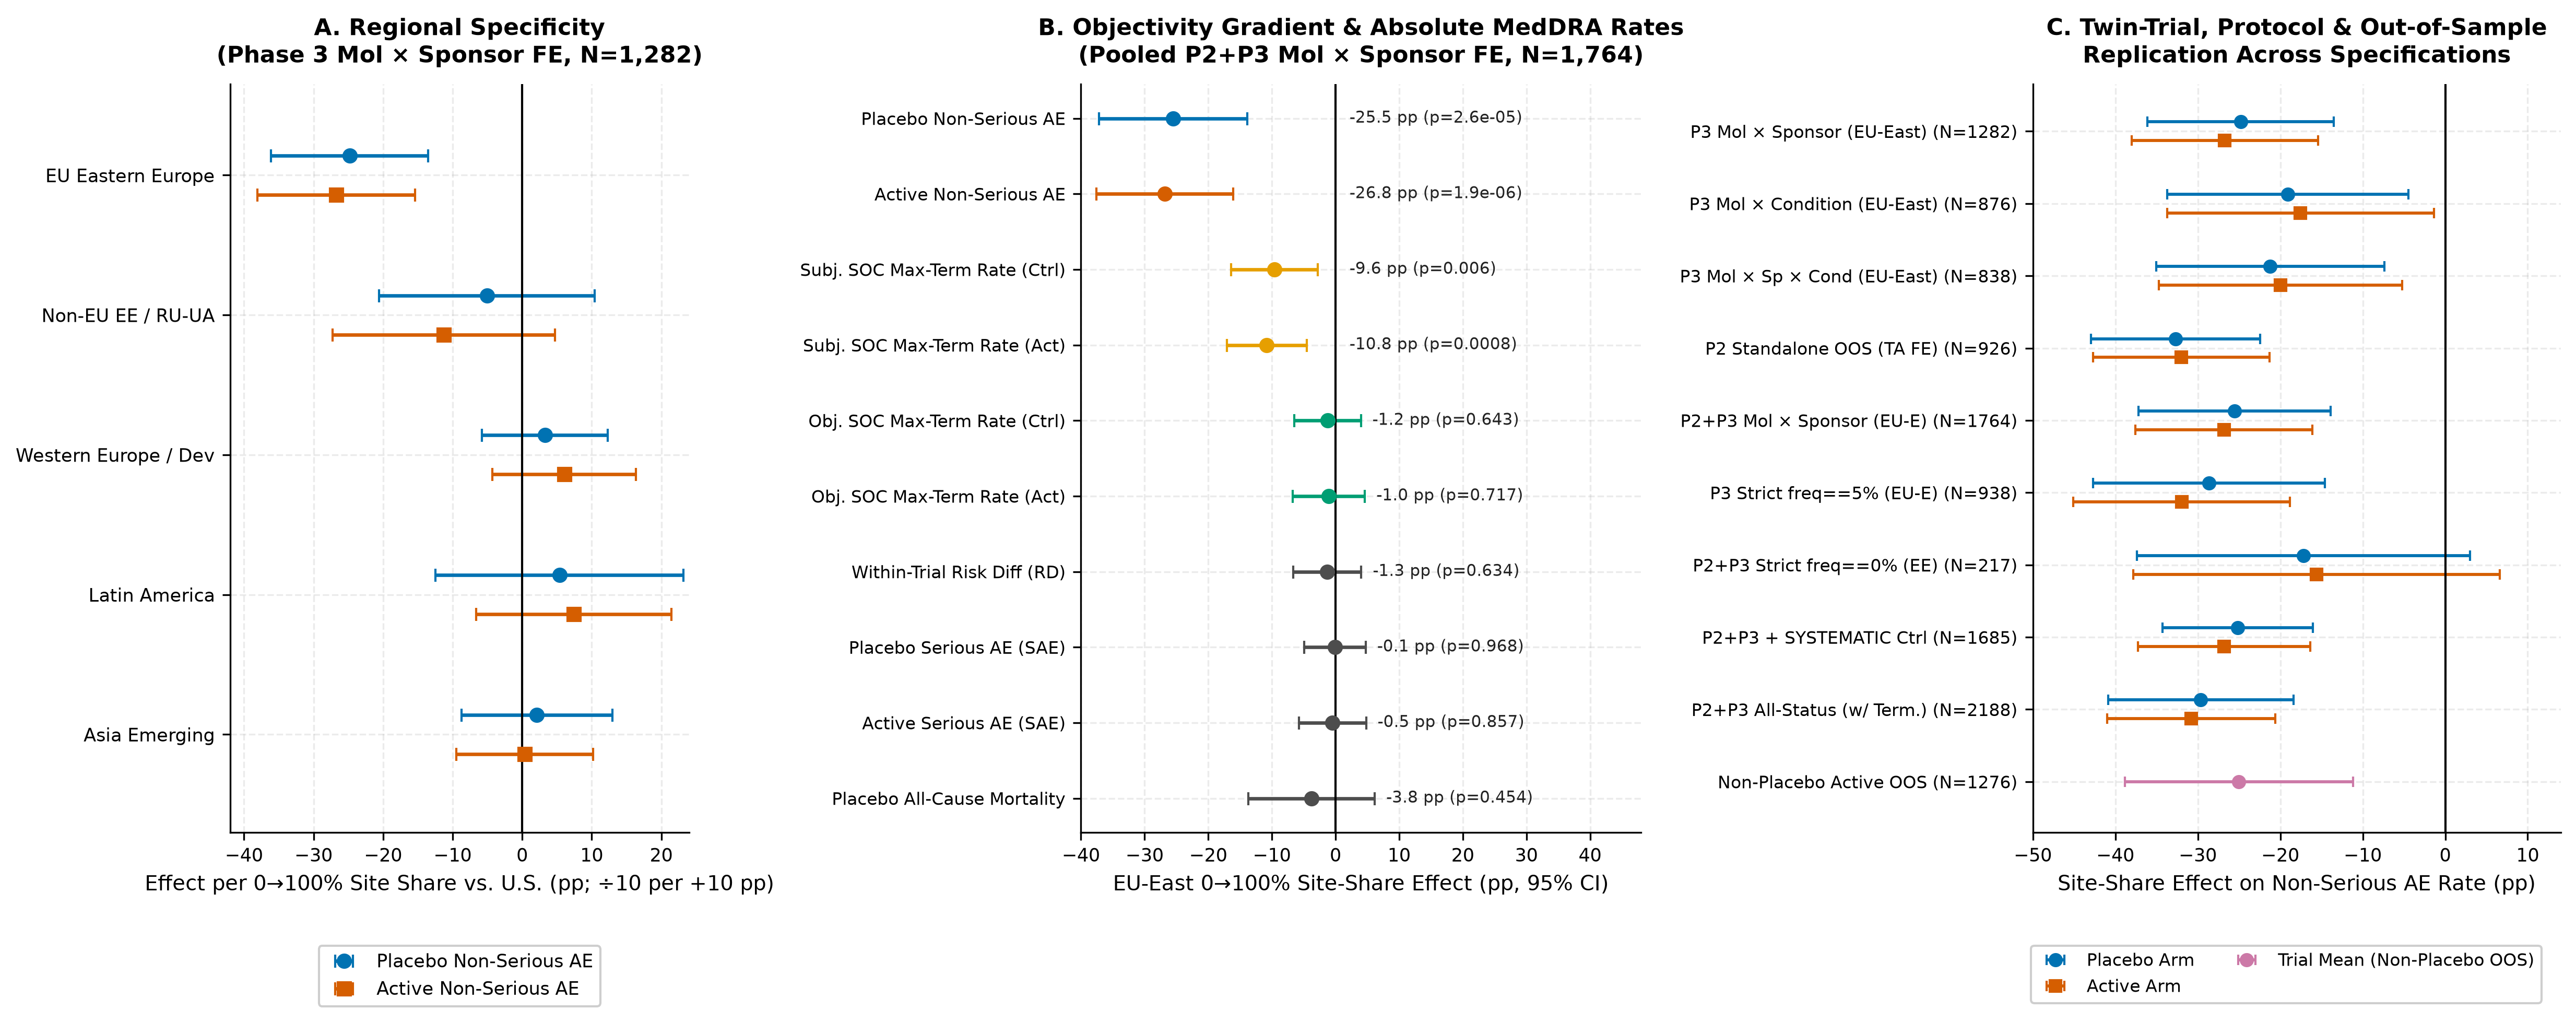 A. Regional Specificity
(Phase 3 Mol × Sponsor FE, N=1,282)
EU Eastern Europe
Non-EU EE / RU-UA
Western Europe / Dev
Latin America
Asia Emerging
−40 −30 −20 −10 0 10 20
Effect per 0→100% Site Share vs. U.S. (pp; ÷10 per +10 pp)
Placebo Non-Serious AE
Active Non-Serious AE
B. Objectivity Gradient & Absolute MedDRA Rates
(Pooled P2+P3 Mol × Sponsor FE, N=1,764)
Placebo Non-Serious AE -25.5 pp (p=2.6e-05)
Active Non-Serious AE -26.8 pp (p=1.9e-06)
Subj. SOC Max-Term Rate (Ctrl) -9.6 pp (p=0.006)
Subj. SOC Max-Term Rate (Act) -10.8 pp (p=0.0008)
Obj. SOC Max-Term Rate (Ctrl) -1.2 pp (p=0.643)
Obj. SOC Max-Term Rate (Act) -1.0 pp (p=0.717)
Within-Trial Risk Diff (RD) -1.3 pp (p=0.634)
Placebo Serious AE (SAE) -0.1 pp (p=0.968)
Active Serious AE (SAE) -0.5 pp (p=0.857)
Placebo All-Cause Mortality -3.8 pp (p=0.454)
−40 −30 −20 −10 0 10 20 30 40
EU-East 0→100% Site-Share Effect (pp, 95% CI)
C. Twin-Trial, Protocol & Out-of-Sample
Replication Across Specifications
P3 Mol × Sponsor (EU-East) (N=1282)
P3 Mol × Condition (EU-East) (N=876)
P3 Mol × Sp × Cond (EU-East) (N=838)
P2 Standalone OOS (TA FE) (N=926)
P2+P3 Mol × Sponsor (EU-E) (N=1764)
P3 Strict freq==5% (EU-E) (N=938)
P2+P3 Strict freq==0% (EE) (N=217)
P2+P3 + SYSTEMATIC Ctrl (N=1685)
P2+P3 All-Status (w/ Term.) (N=2188)
Non-Placebo Active OOS (N=1276)
−50 −40 −30 −20 −10 0 10
Site-Share Effect on Non-Serious AE Rate (pp)
Placebo Arm
Active Arm
Trial Mean (Non-Placebo OOS)